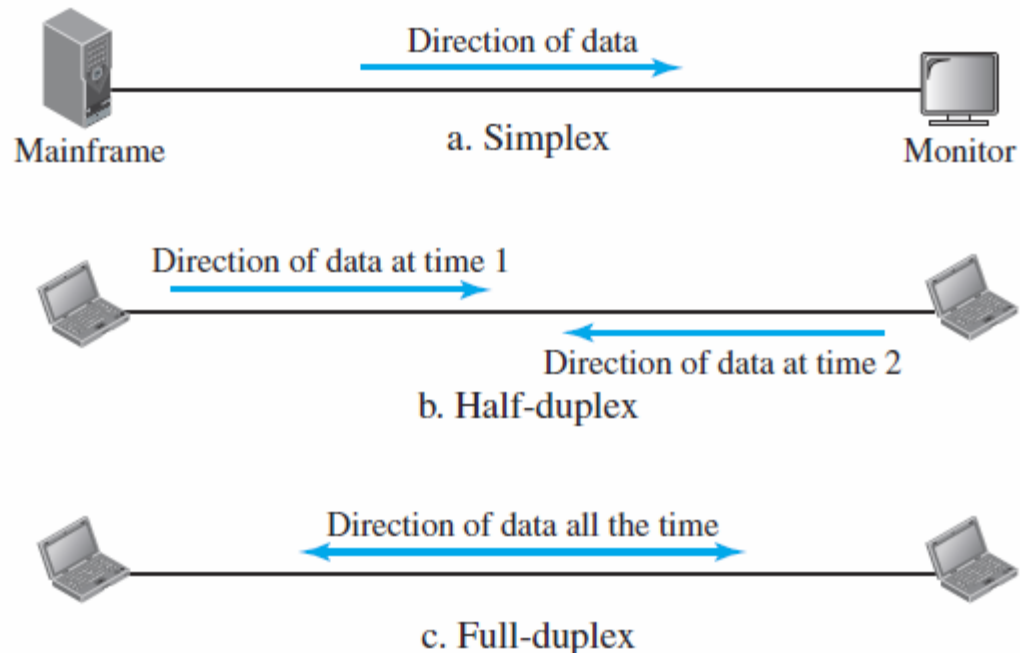 Direction of data
Mainframe
a. Simplex
Monitor
Direction of data at time 1
Direction of data at time 2
b. Half-duplex
Direction of data all the time
c. Full-duplex